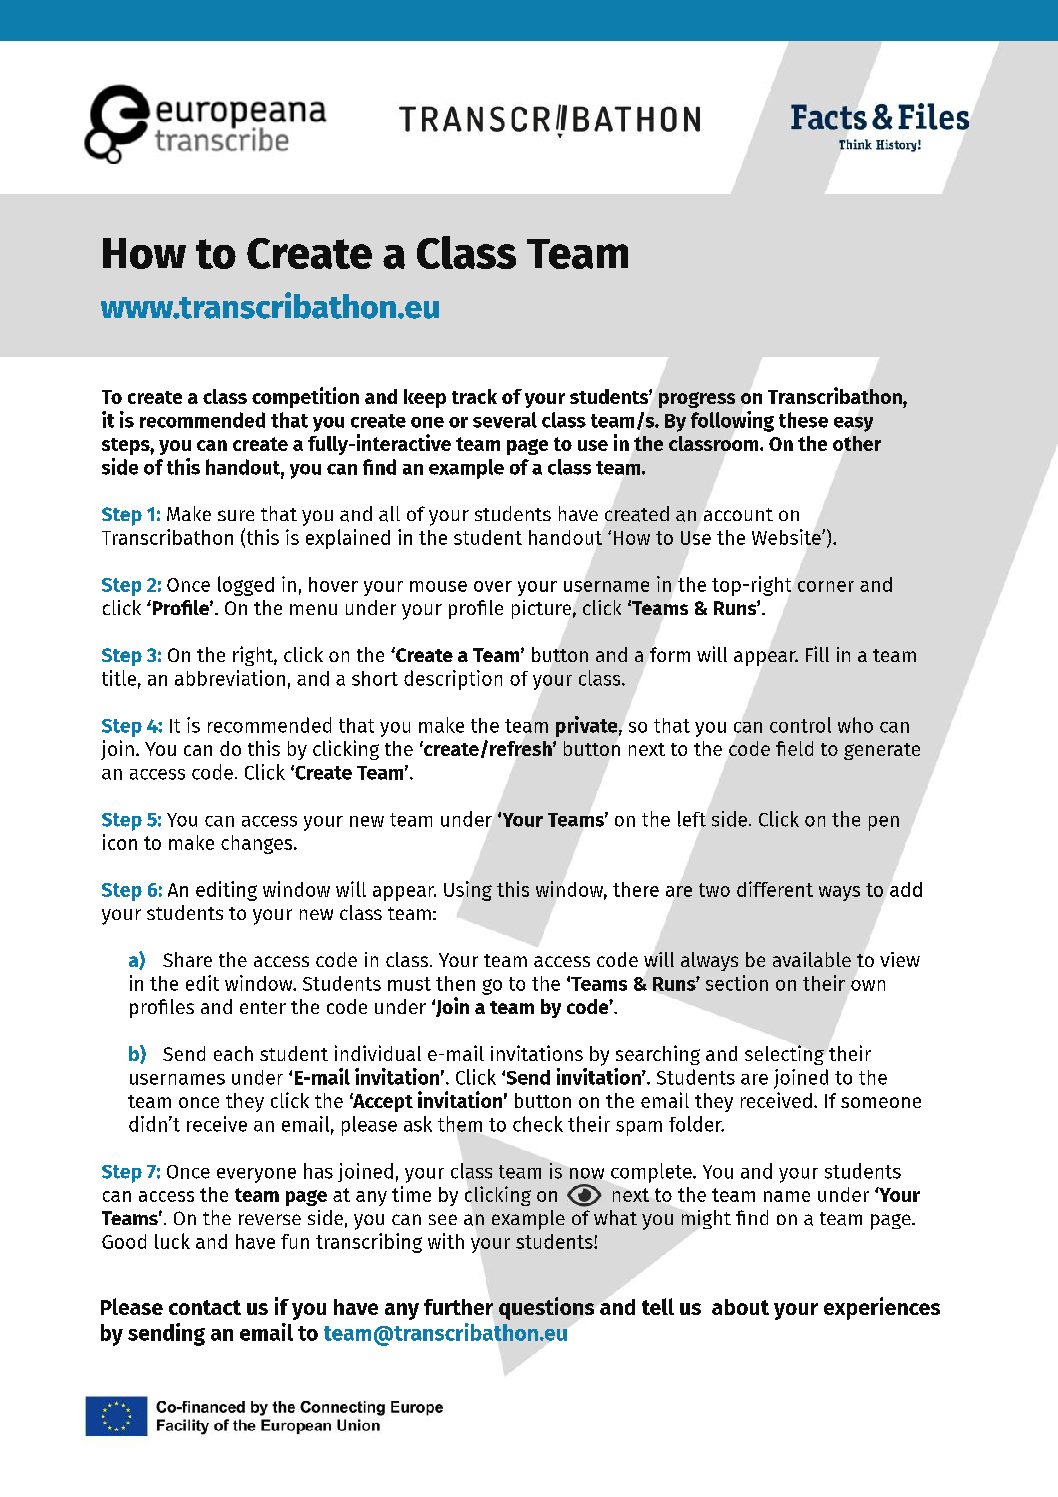 europeana
transcribe
TRANSCRIBATHON
Facts & Files
Think History!
How to Create a Class Team
www.transcribathon.eu
To create a class competition and keep track of your students’ progress on Transcribathon,
it is recommended that you create one or several class team/s. By following these easy
steps, you can create a fully-interactive team page to use in the classroom. On the other
side of this handout, you can find an example of a class team.
Step 1: Make sure that you and all of your students have created an account on
Transcribathon (this is explained in the student handout ‘How to Use the Website’).
Step 2: Once logged in, hover your mouse over your username in the top-right corner and
click ‘Profile’. On the menu under your profile picture, click ‘Teams & Runs’.
Step 3: On the right, click on the ‘Create a Team’ button and a form will appear. Fill in a team
title, an abbreviation, and a short description of your class.
Step 4: It is recommended that you make the team private, so that you can control who can
join. You can do this by clicking the ‘create/refresh’ button next to the code field to generate
an access code. Click ‘Create Team’.
Step 5: You can access your new team under ‘Your Teams’ on the left side. Click on the pen
icon to make changes.
Step 6: An editing window will appear. Using this window, there are two different ways to add
your students to your new class team:
a) Share the access code in class. Your team access code will always be available to view
in the edit window. Students must then go to the ‘Teams & Runs’ section on their own
profiles and enter the code under ‘Join a team by code’.
b) Send each student individual e-mail invitations by searching and selecting their
usernames under ‘E-mail invitation’. Click ‘Send invitation’. Students are joined to the
team once they click the ‘Accept invitation’ button on the email they received. If someone
didn’t receive an email, please ask them to check their spam folder.
Step 7: Once everyone has joined, your class team is now complete. You and your students
can access the team page at any time by clicking on next to the team name under ‘Your
Teams’. On the reverse side, you can see an example of what you might find on a team page.
Good luck and have fun transcribing with your students!
Please contact us if you have any further questions and tell us about your experiences
by sending an email to team@transcribathon.eu
Co-financed by the Connecting Europe
Facility of the European Union